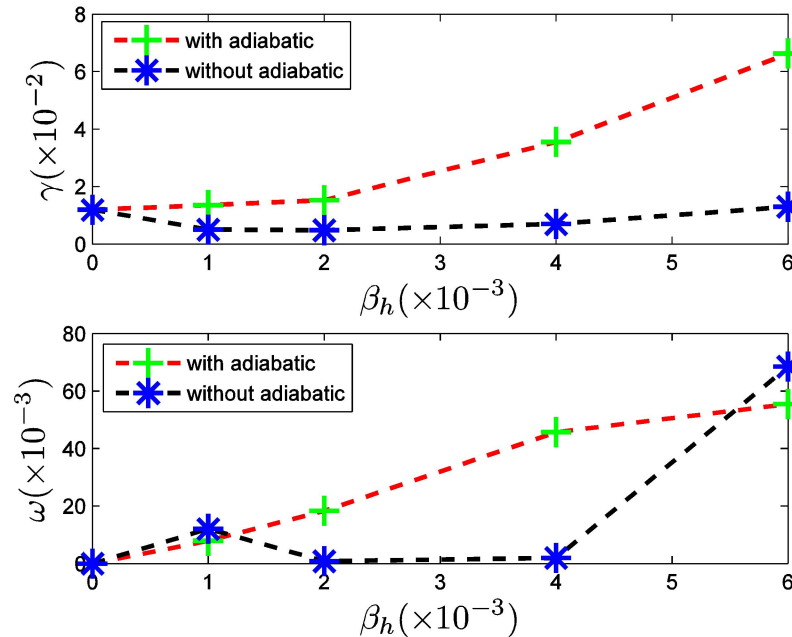 8
6
4
2
0
γ(×10⁻²)
with adiabatic
without adiabatic
0 1 2 3 4 5 6
βₕ(×10⁻³)
80
60
40
20
0
ω(×10⁻³)
with adiabatic
without adiabatic
0 1 2 3 4 5 6
βₕ(×10⁻³)